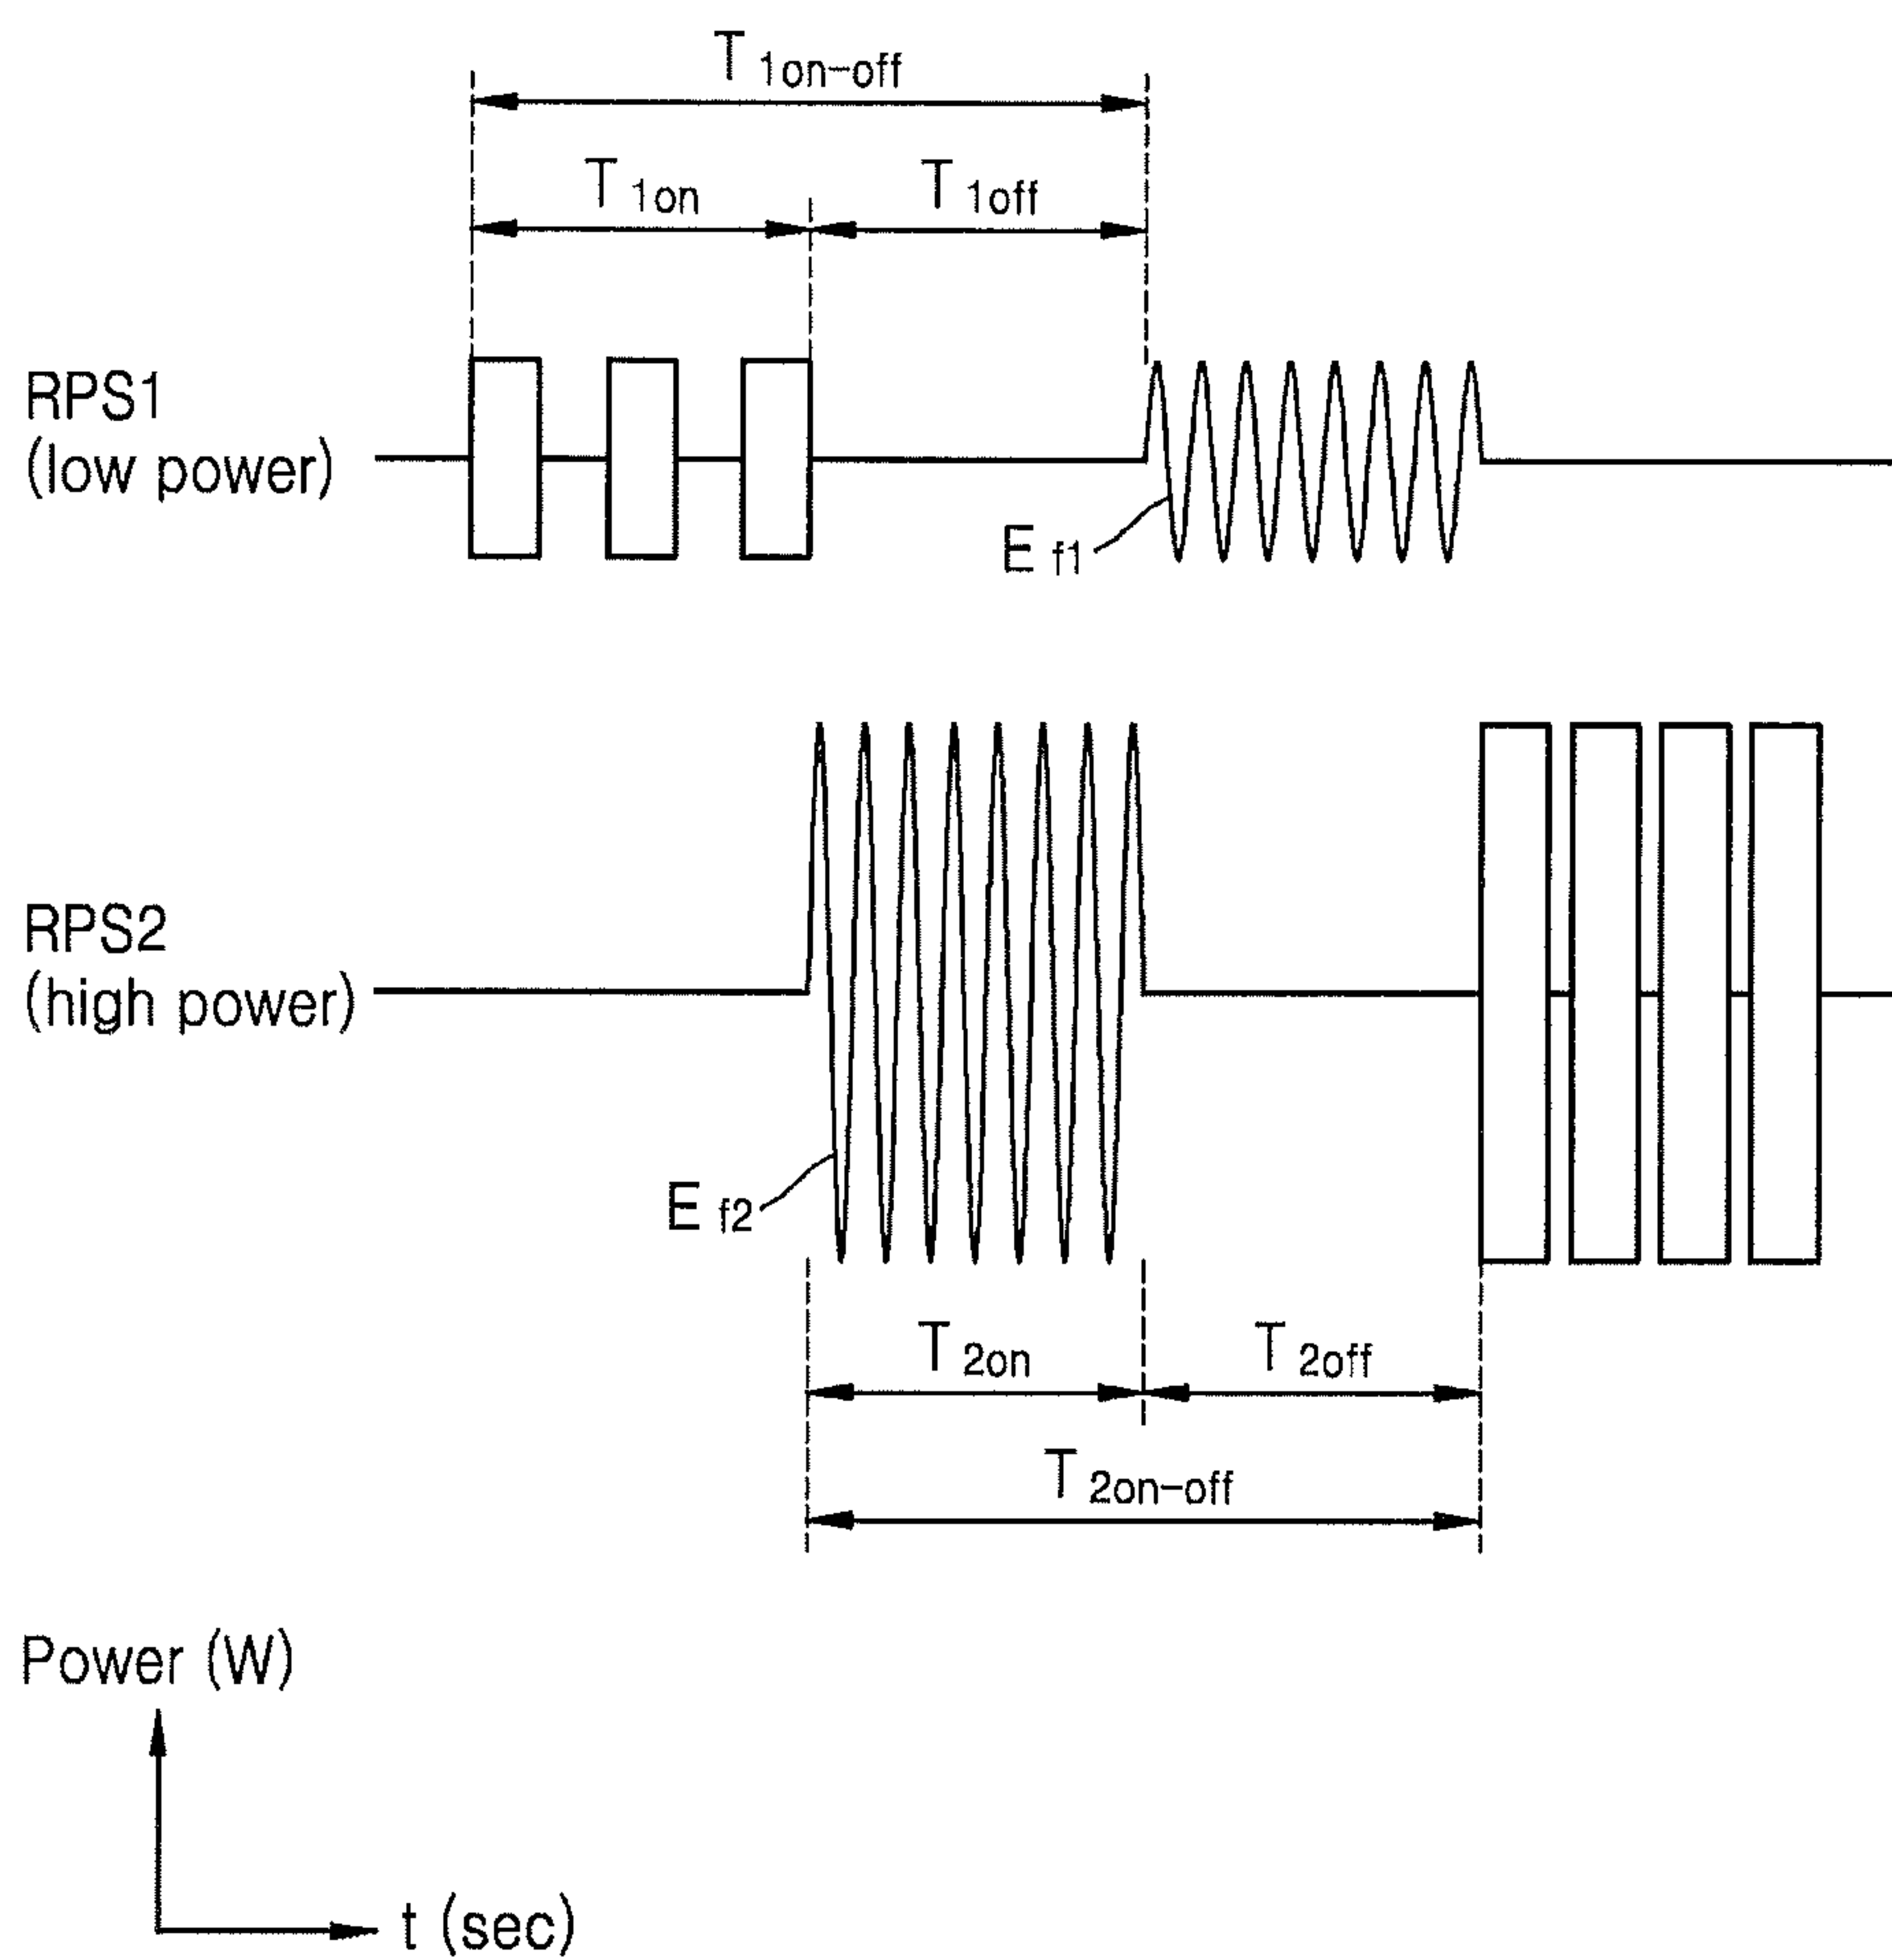 T 1on-off
T 1on
T 1off
RPS1
(low power)
E f1
RPS2
(high power)
E f2
T 2on
T 2off
T 2on-off
Power (W)
t (sec)